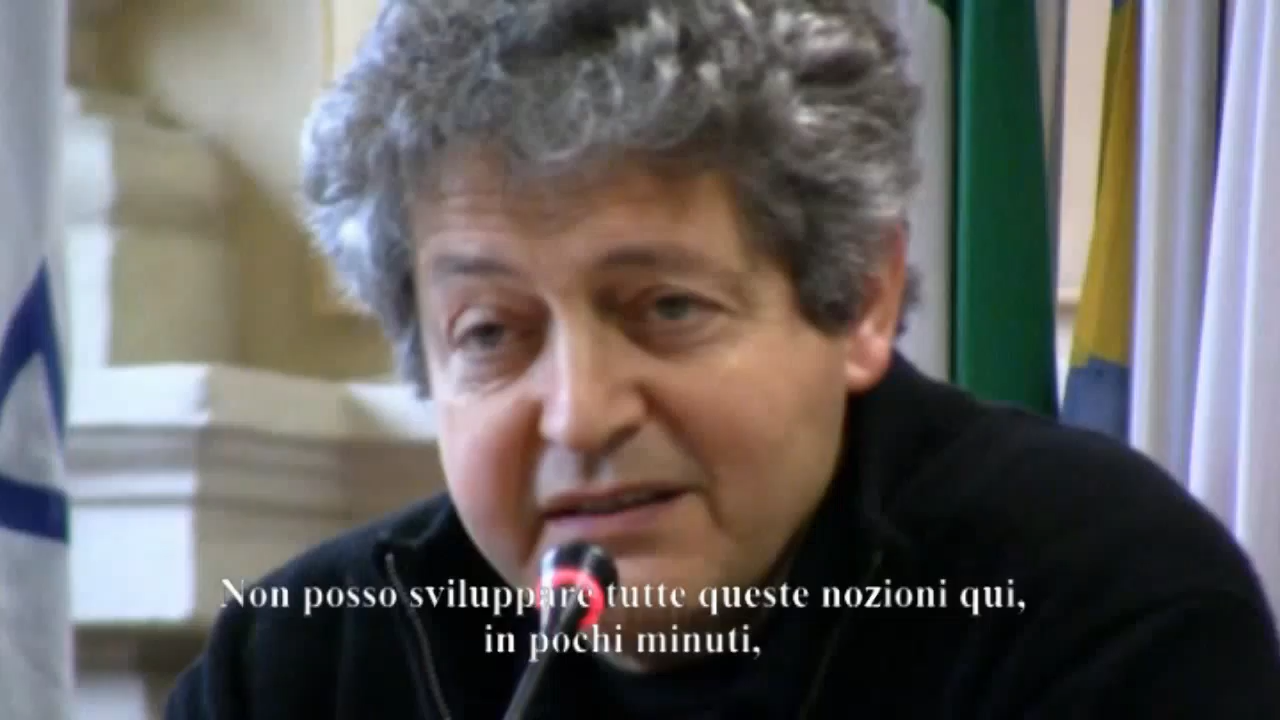 Non posso sviluppare tutte queste nozioni qui,
in pochi minuti,